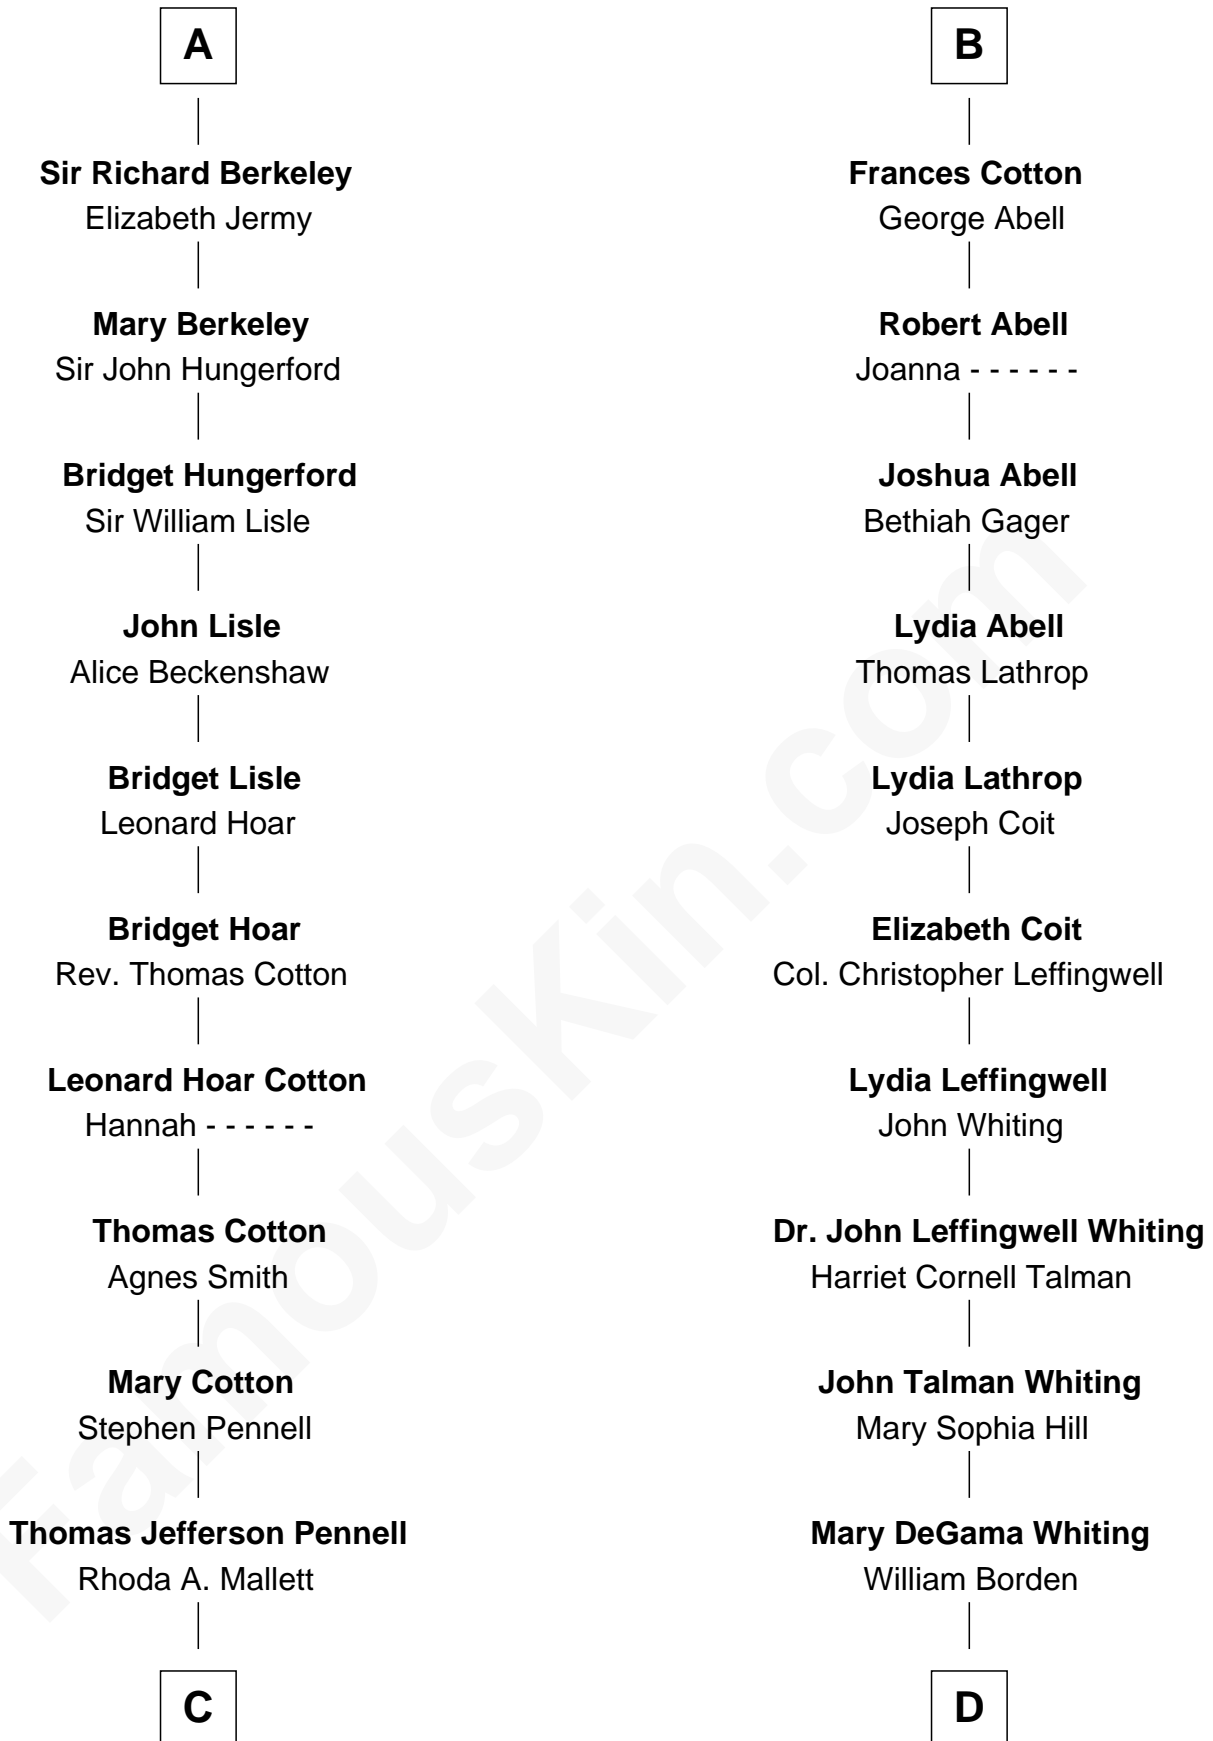 A
Sir Richard Berkeley
Elizabeth Jermy
Mary Berkeley
Sir John Hungerford
Bridget Hungerford
Sir William Lisle
John Lisle
Alice Beckenshaw
Bridget Lisle
Leonard Hoar
Bridget Hoar
Rev. Thomas Cotton
Leonard Hoar Cotton
Hannah - - - - - -
Thomas Cotton
Agnes Smith
Mary Cotton
Stephen Pennell
Thomas Jefferson Pennell
Rhoda A. Mallett
C
B
Frances Cotton
George Abell
Robert Abell
Joanna - - - - - -
Joshua Abell
Bethiah Gager
Lydia Abell
Thomas Lathrop
Lydia Lathrop
Joseph Coit
Elizabeth Coit
Col. Christopher Leffingwell
Lydia Leffingwell
John Whiting
Dr. John Leffingwell Whiting
Harriet Cornell Talman
John Talman Whiting
Mary Sophia Hill
Mary DeGama Whiting
William Borden
D
FamousKin.com